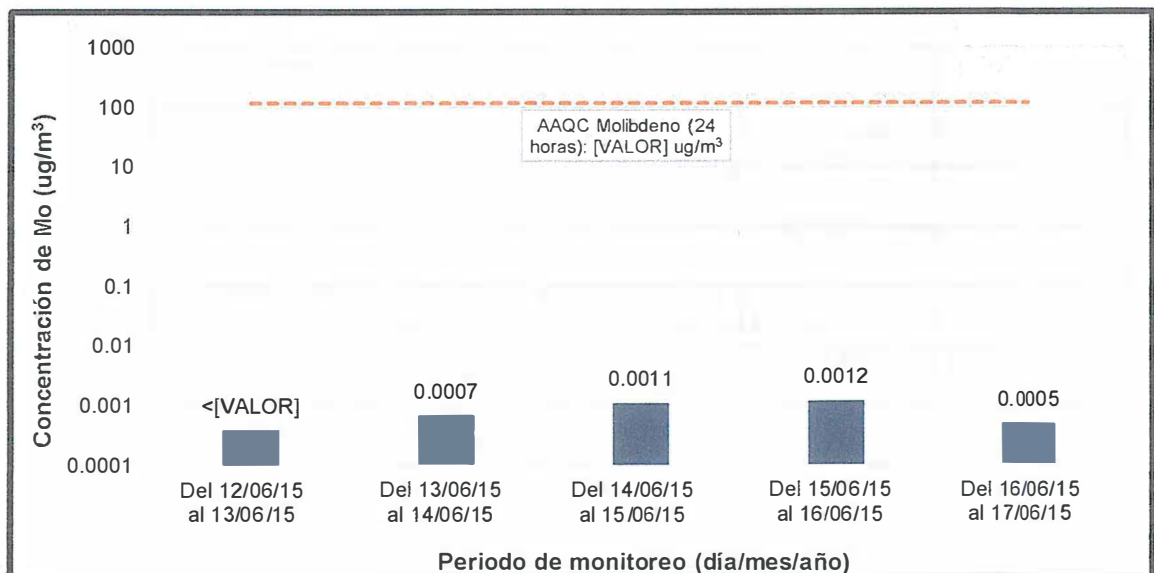 Concentración de Mo (ug/m³)
1000
100
10
1
0.1
0.01
0.001
0.0001
AAQC Molibdeno (24
horas): [VALOR] ug/m³
<[VALOR]
0.0007
0.0011
0.0012
0.0005
Del 12/06/15
al 13/06/15
Del 13/06/15
al 14/06/15
Del 14/06/15
al 15/06/15
Del 15/06/15
al 16/06/15
Del 16/06/15
al 17/06/15
Periodo de monitoreo (día/mes/año)